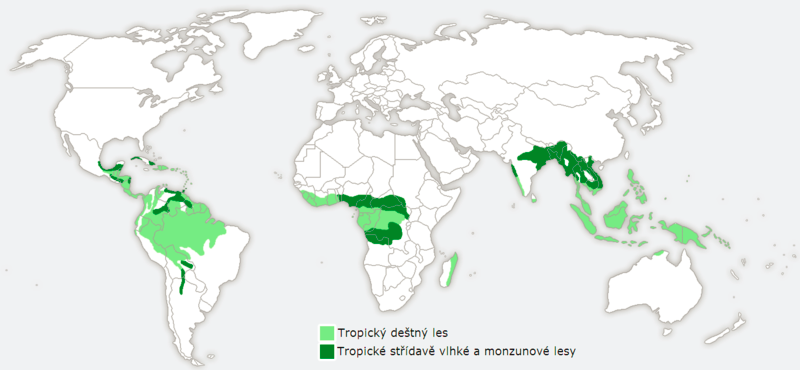 Tropický deštný les
Tropické střídavě vlhké a monzunové lesy